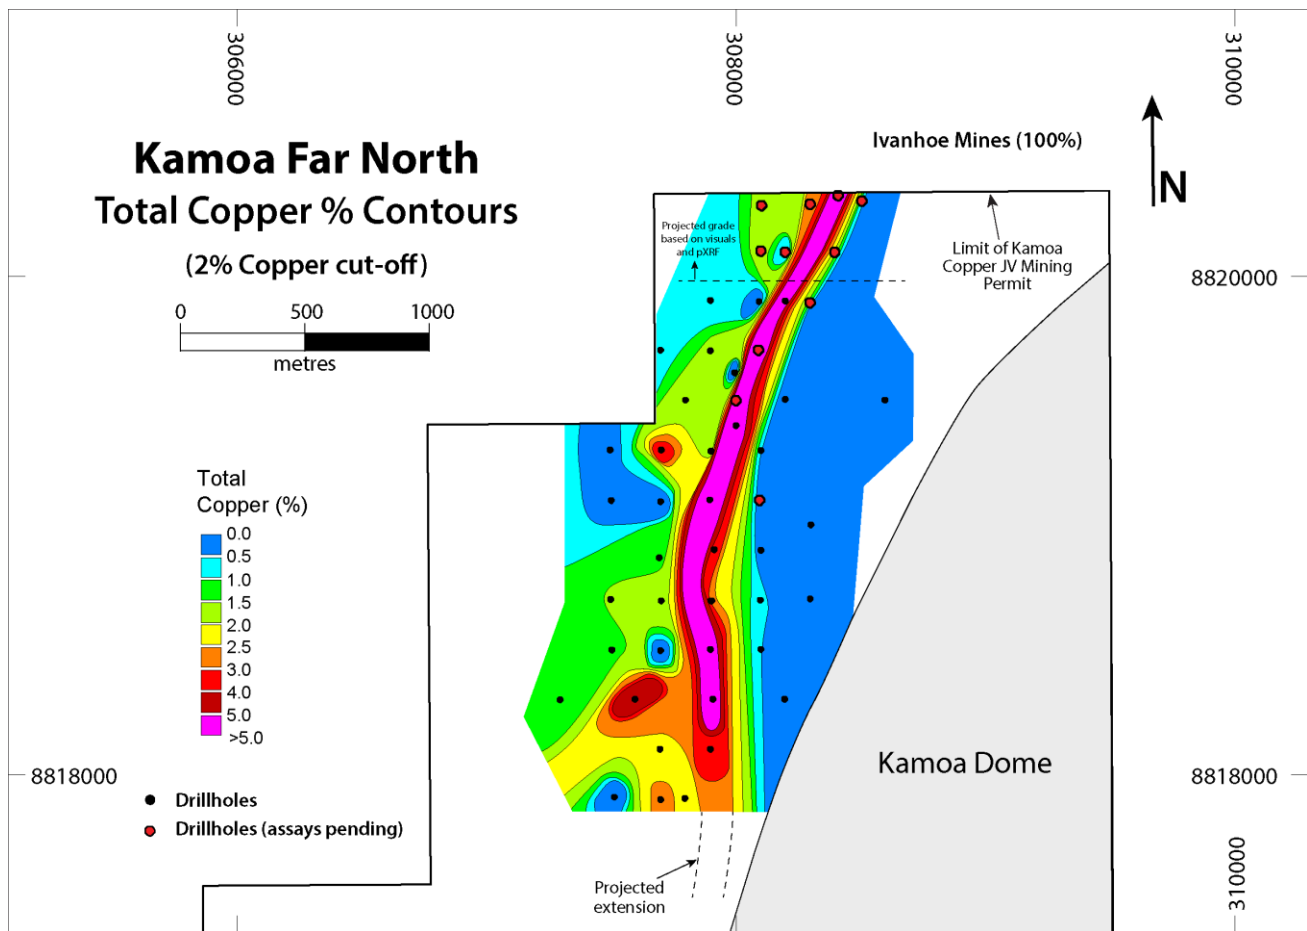 306000
308000
310000
Kamoa Far North
Total Copper % Contours
(2% Copper cut-off)
0
500
1000
metres
Ivanhoe Mines (100%)
N
Projected grade
based on visuals
and pXRF
Limit of Kamoa
Copper JV Mining
Permit
8820000
Total
Copper (%)
0.0
0.5
1.0
1.5
2.0
2.5
3.0
4.0
5.0
>5.0
8818000
8818000
Kamoa Dome
Drillholes
Drillholes (assays pending)
Projected
extension
310000